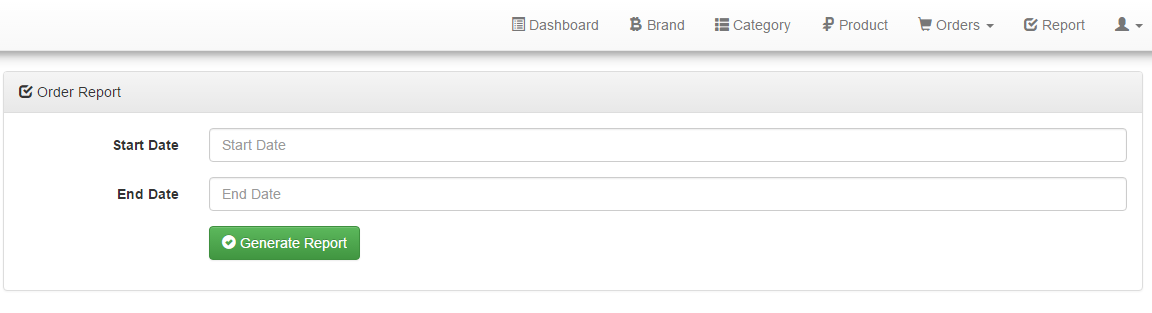 Dashboard Brand Category Product Orders Report
Order Report
Start Date Start Date
End Date End Date
Generate Report